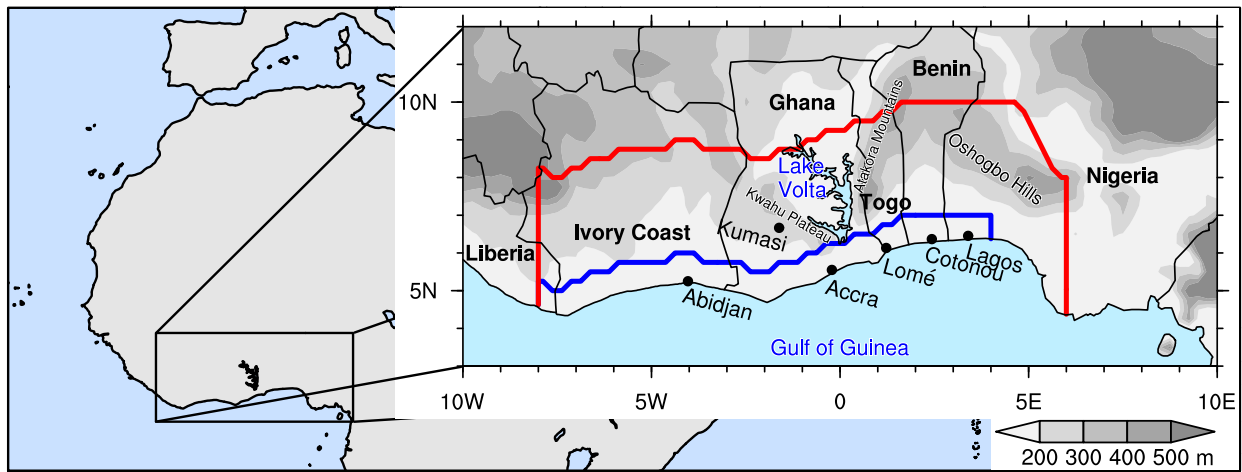 Benin
10N
Ghana
Atakora Mountains
Oshogbo Hills
Lake
Volta
Nigeria
Kwahu Plateau
Togo
Ivory Coast
Kumasi
Liberia
Lagos
Cotonou
Lomé
5N
Abidjan
Accra
Gulf of Guinea
10W
5W
0
5E
10E
200 300 400 500 m